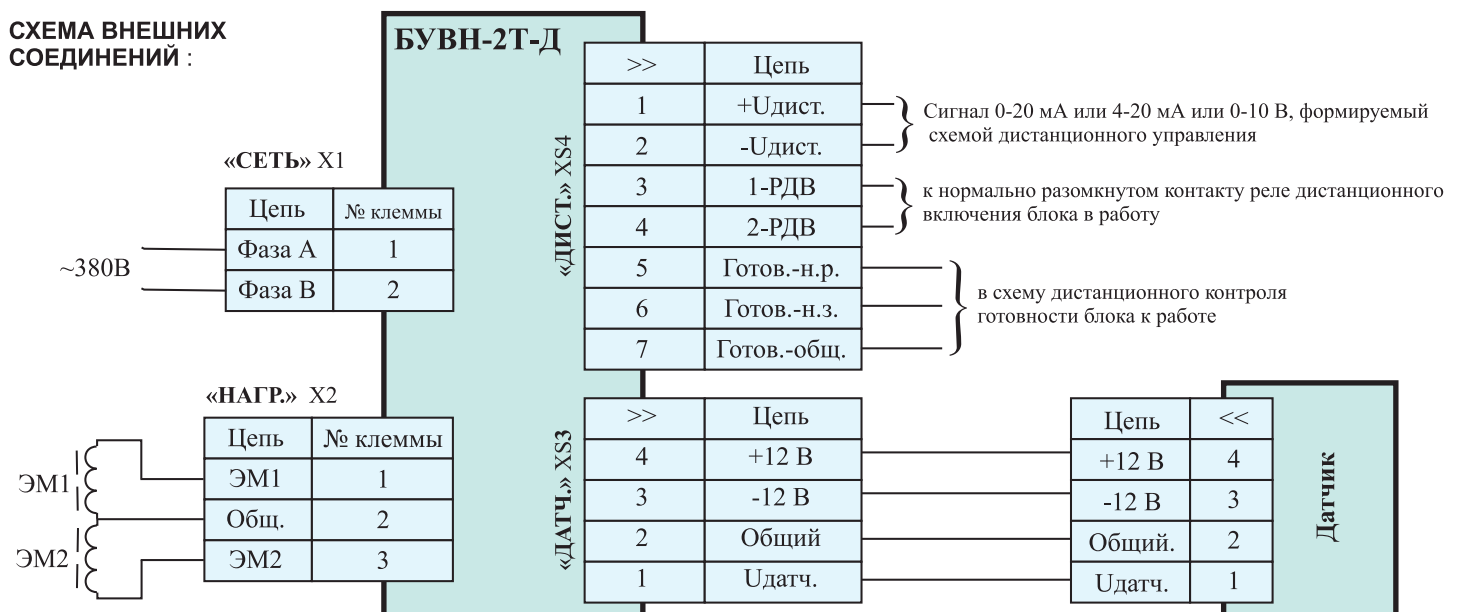 СХЕМА ВНЕШНИХ
СОЕДИНЕНИЙ :
БУВН-2Т-Д
«СЕТЬ» X1
Цепь № клеммы
Фаза А 1
Фаза В 2
~380В
«НАГР.» X2
Цепь № клеммы
ЭМ1 1
Общ. 2
ЭМ2 3
ЭМ1
ЭМ2
«ДИСТ.» XS4
>> Цепь
1 +Uдист.
2 -Uдист.
3 1-РДВ
4 2-РДВ
5 Готов.-н.р.
6 Готов.-н.з.
7 Готов.-общ.
Сигнал 0-20 мА или 4-20 мА или 0-10 В, формируемый
схемой дистанционного управления
к нормально разомкнутом контакту реле дистанционного
включения блока в работу
в схему дистанционного контроля
готовности блока к работе
«ДАТЧ.» XS3
>> Цепь
4 +12 В
3 -12 В
2 Общий
1 Uдатч.
Цепь <<
+12 В 4
-12 В 3
Общий. 2
Uдатч. 1
Датчик